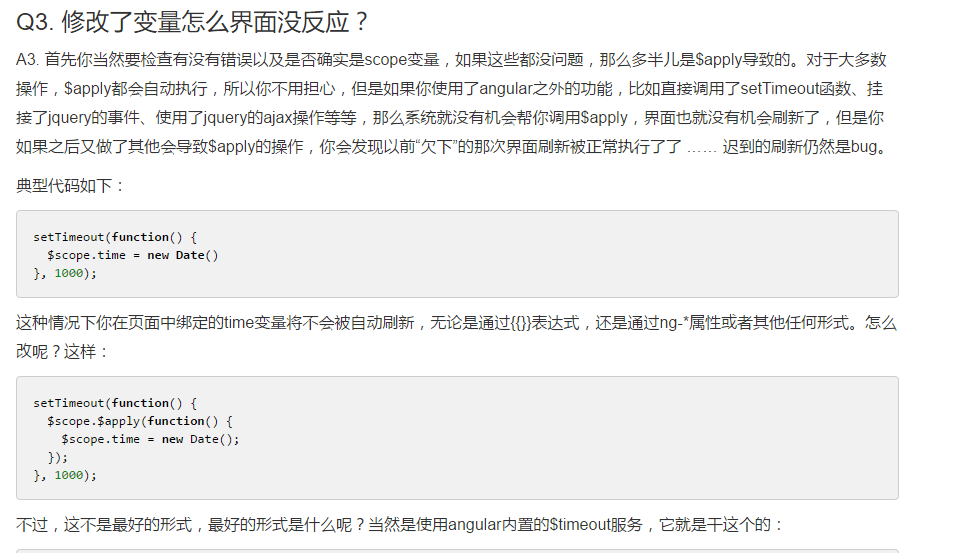 Q3. 修改了变量怎么界面没反应？
A3. 首先你当然要检查有没有错误以及是否确实是scope变量，如果这些都没问题，那么多半儿是$apply导致的。对于大多数
操作，$apply都会自动执行，所以你不用担心，但是如果你使用了angular之外的功能，比如直接调用了setTimeout函数、挂
接了jquery的事件、使用了jquery的ajax操作等等，那么系统就没有机会帮你调用$apply，界面也就没有机会刷新了，但是你
如果之后又做了其他会导致$apply的操作，你会发现以前“欠下”的那次界面刷新被正常执行了了 …… 迟到的刷新仍然是bug。
典型代码如下：
setTimeout(function() {
  $scope.time = new Date()
}, 1000);
这种情况下你在页面中绑定的time变量将不会被自动刷新，无论是通过{{}}表达式，还是通过ng-*属性或者其他任何形式。怎么
改呢？这样：
setTimeout(function() {
  $scope.$apply(function() {
    $scope.time = new Date();
  });
}, 1000);
不过，这不是最好的形式，最好的形式是什么呢？当然是使用angular内置的$timeout服务，它就是干这个的：